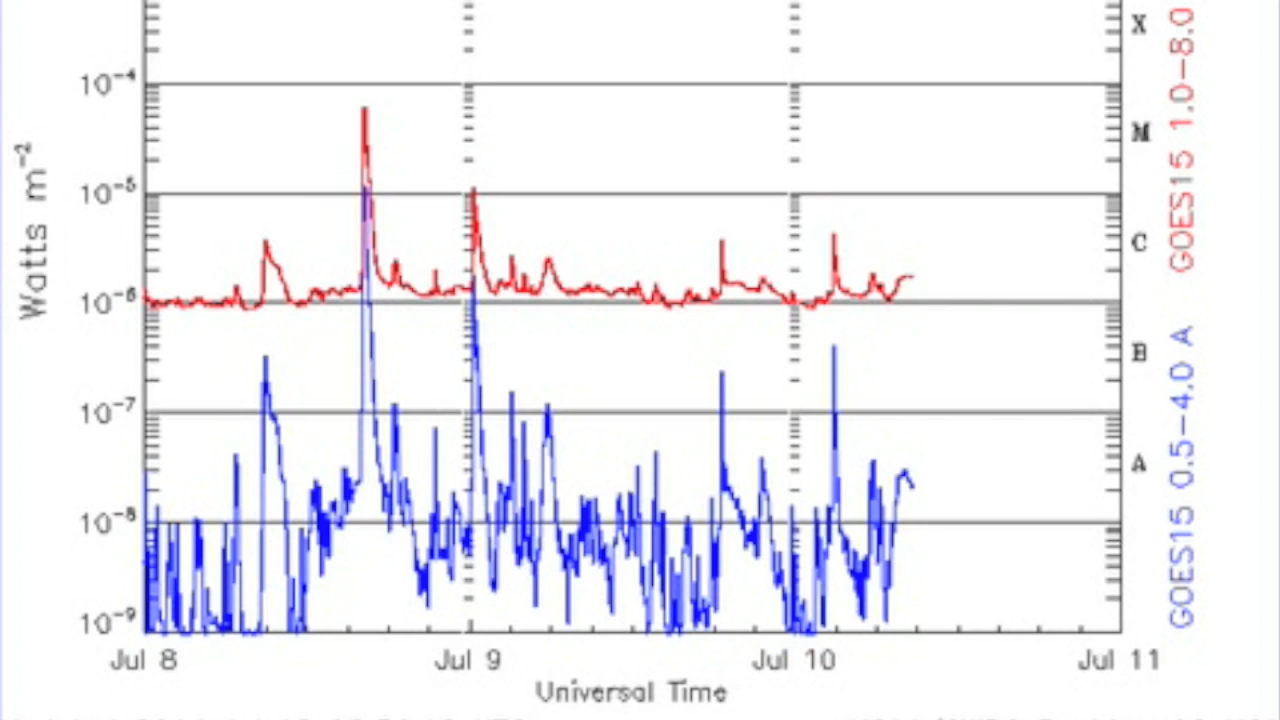 X
10⁻⁴
M
10⁻⁵
C
10⁻⁶
B
10⁻⁷
A
10⁻⁸
10⁻⁹
Watts m⁻²
GOES15 1.0-8.0
GOES15 0.5-4.0 A
Jul 8 Jul 9 Jul 10 Jul 11
Universal Time